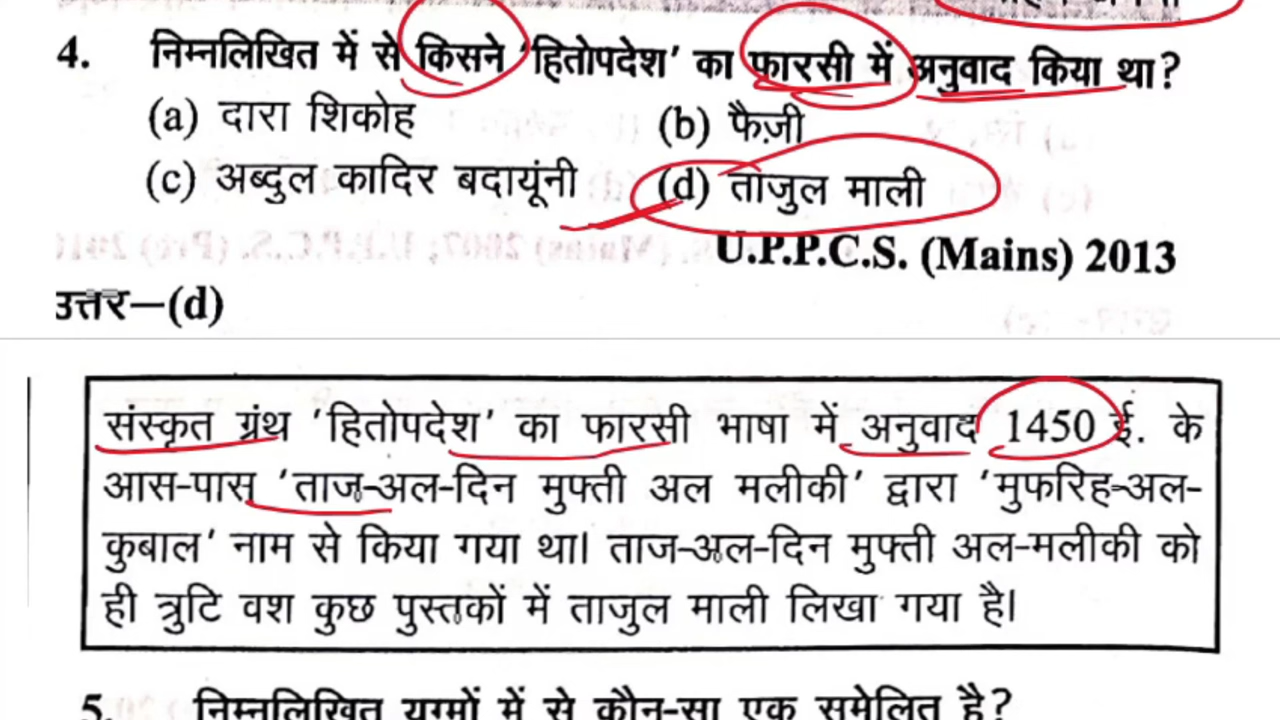 4. निम्नलिखित में से किसने 'हितोपदेश' का फारसी में अनुवाद किया था?
(a) दारा शिकोह (b) फैज़ी
(c) अब्दुल कादिर बदायूंनी (d) ताजुल माली
U.P.P.C.S. (Mains) 2013
उत्तर—(d)
संस्कृत ग्रंथ 'हितोपदेश' का फारसी भाषा में अनुवाद 1450 ई. के
आस-पास 'ताज-अल-दिन मुफ्ती अल मलीकी' द्वारा 'मुफरिह-अल-
कुबाल' नाम से किया गया था। ताज-अल-दिन मुफ्ती अल-मलीकी को
ही त्रुटि वश कुछ पुस्तकों में ताजुल माली लिखा गया है।
5. निम्नलिखित युग्मों में से कौन-सा एक सुमेलित है?